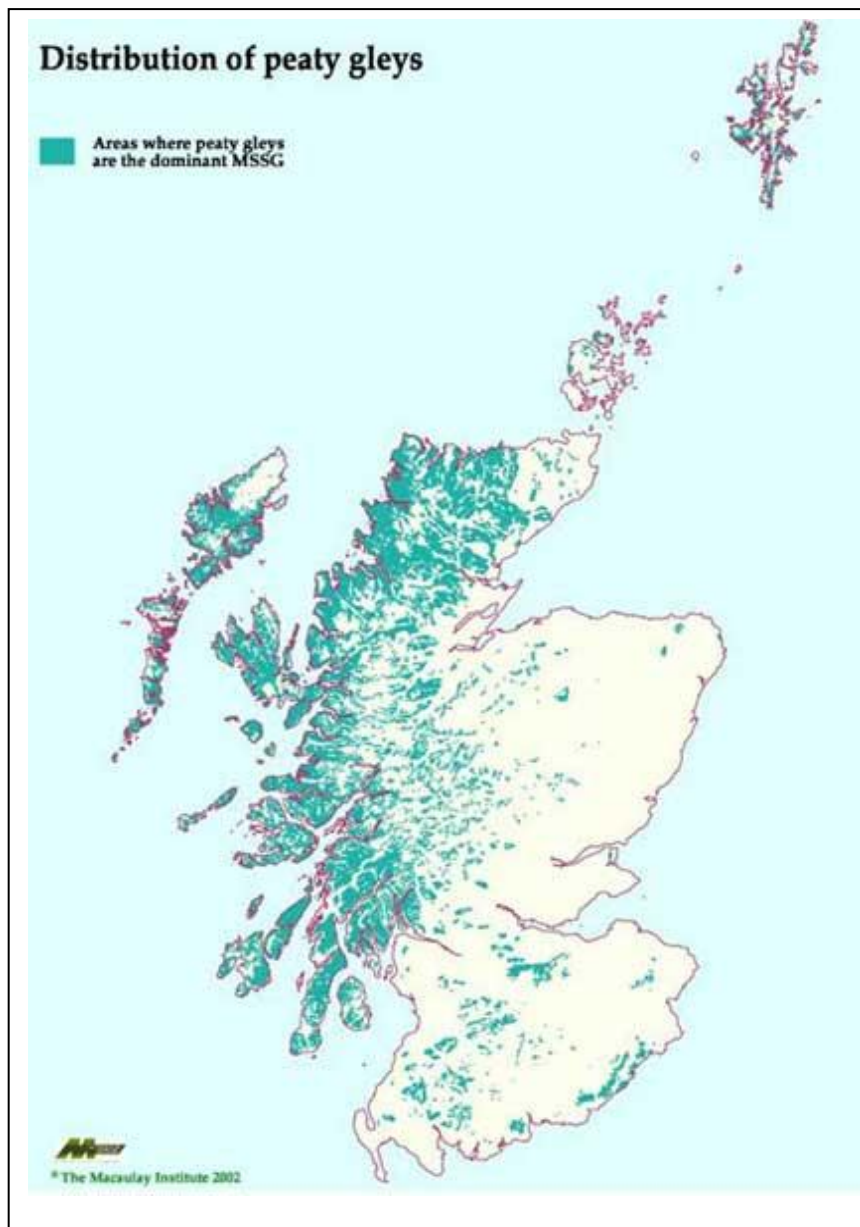 Distribution of peaty gleys
Areas where peaty gleys
are the dominant MSSG
© The Macaulay Institute 2002